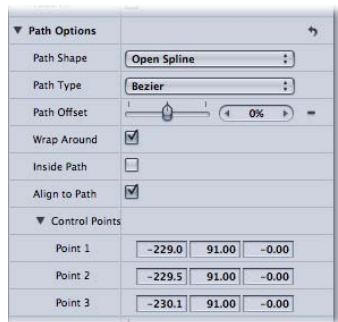 Path Options
Path Shape Open Spline
Path Type Bezier
Path Offset 0%
Wrap Around
Inside Path
Align to Path
Control Points
Point 1 -229.0 91.00 -0.00
Point 2 -229.5 91.00 -0.00
Point 3 -230.1 91.00 -0.00